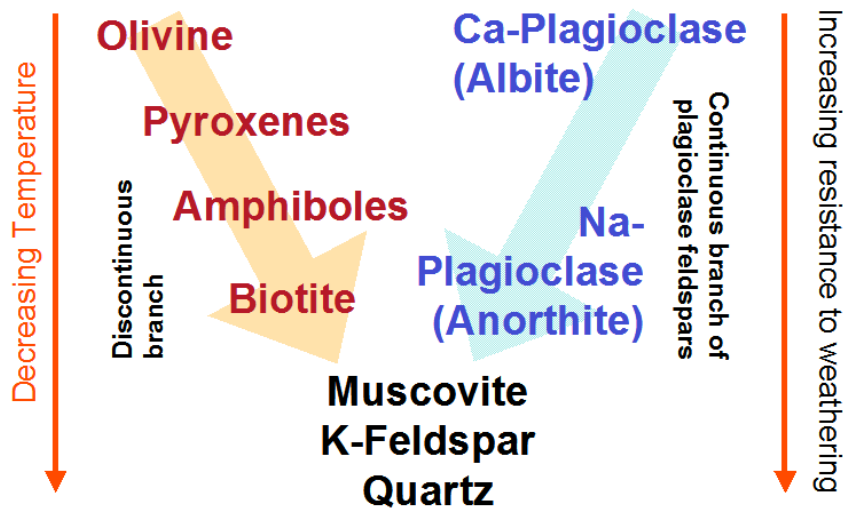 Decreasing Temperature
Olivine
Pyroxenes
Amphiboles
Biotite
Discontinuous
branch
Ca-Plagioclase
(Albite)
Na-
Plagioclase
(Anorthite)
Continuous branch of
plagioclase feldspars
Increasing resistance to weathering
Muscovite
K-Feldspar
Quartz